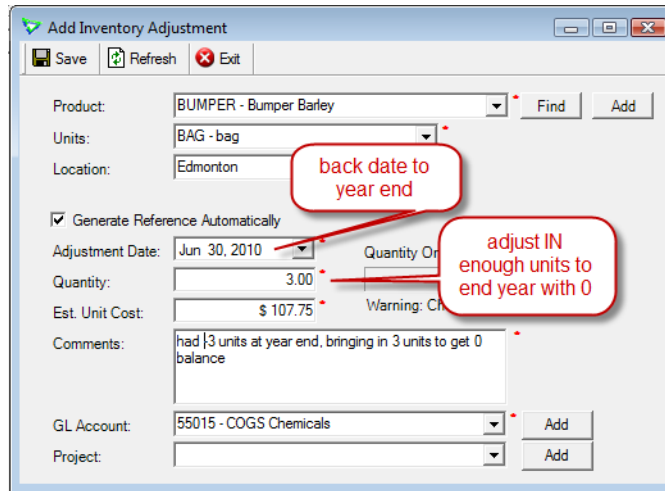 Add Inventory Adjustment
Save Refresh Exit
Product: BUMPER - Bumper Barley * Find Add
Units: BAG - bag *
Location: Edmonton
back date to
year end
Generate Reference Automatically
Adjustment Date: Jun 30, 2010 * Quantity
adjust IN
enough units to
end year with 0
Quantity: 3.00 *
Est. Unit Cost: $ 107.75 * Warning:
Comments: had -3 units at year end, bringing in 3 units to get 0 *
balance
GL Account: 55015 - COGS Chemicals * Add
Project: Add